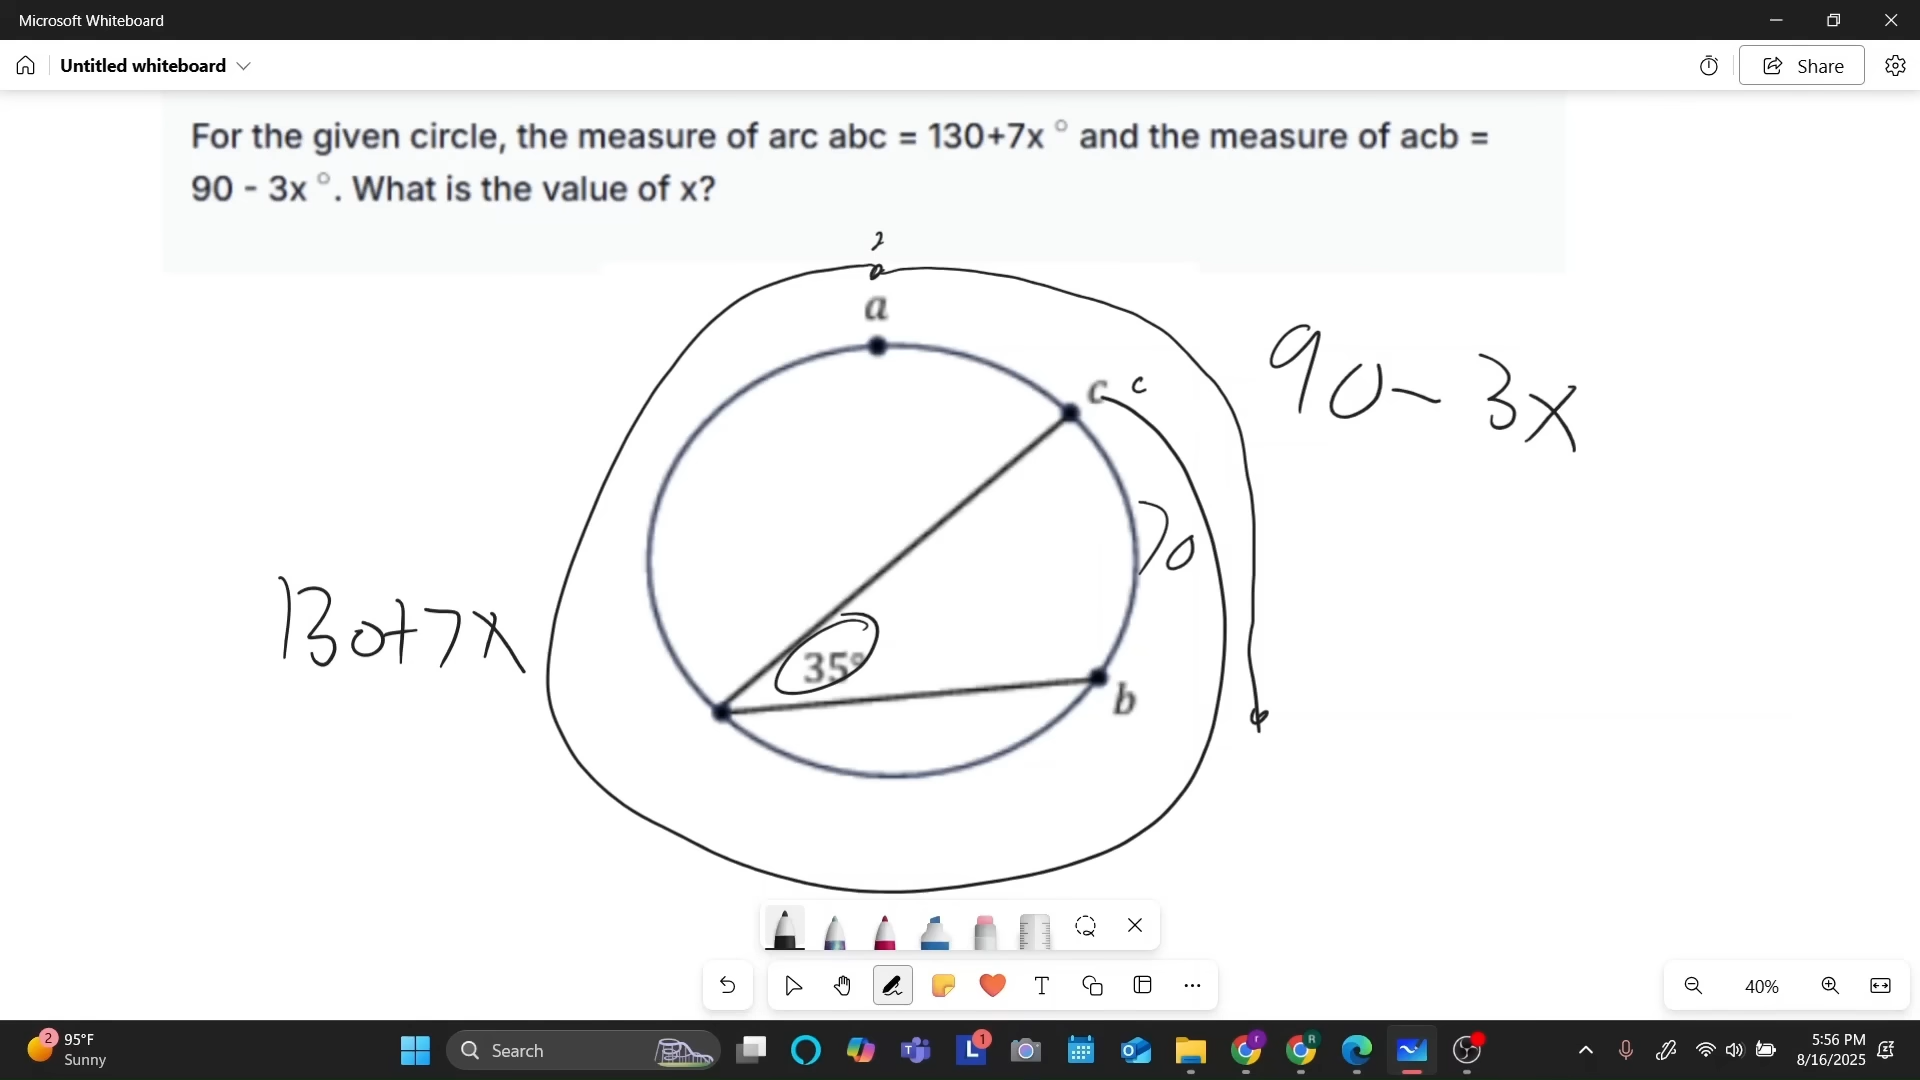 Microsoft Whiteboard
Untitled whiteboard
Share
For the given circle, the measure of arc abc = 130+7x ° and the measure of acb =
90 - 3x °. What is the value of x?
a
c c
90 - 3x
70
130+7x
35°
b
40%
2
95°F
Sunny
Search
1
5:56 PM
8/16/2025